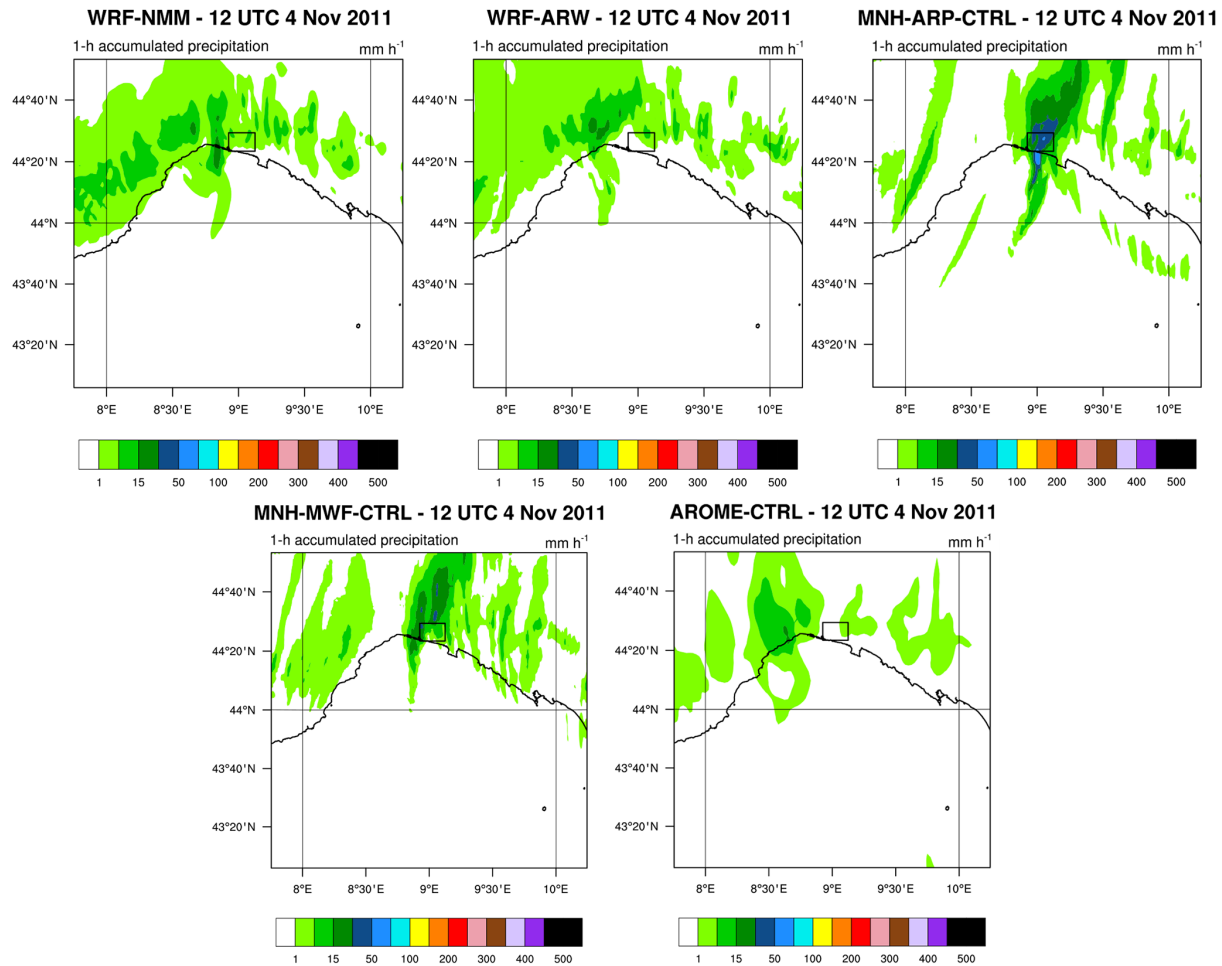 WRF-NMM - 12 UTC 4 Nov 2011
1-h accumulated precipitation mm h-1
44°40'N
44°20'N
44°N
43°40'N
43°20'N
8°E 8°30'E 9°E 9°30'E 10°E
1 15 50 100 200 300 400 500
WRF-ARW - 12 UTC 4 Nov 2011
1-h accumulated precipitation mm h-1
44°40'N
44°20'N
44°N
43°40'N
43°20'N
8°E 8°30'E 9°E 9°30'E 10°E
1 15 50 100 200 300 400 500
MNH-ARP-CTRL - 12 UTC 4 Nov 2011
1-h accumulated precipitation mm h-1
44°40'N
44°20'N
44°N
43°40'N
43°20'N
8°E 8°30'E 9°E 9°30'E 10°E
1 15 50 100 200 300 400 500
MNH-MWF-CTRL - 12 UTC 4 Nov 2011
1-h accumulated precipitation mm h-1
44°40'N
44°20'N
44°N
43°40'N
43°20'N
8°E 8°30'E 9°E 9°30'E 10°E
1 15 50 100 200 300 400 500
AROME-CTRL - 12 UTC 4 Nov 2011
1-h accumulated precipitation mm h-1
44°40'N
44°20'N
44°N
43°40'N
43°20'N
8°E 8°30'E 9°E 9°30'E 10°E
1 15 50 100 200 300 400 500